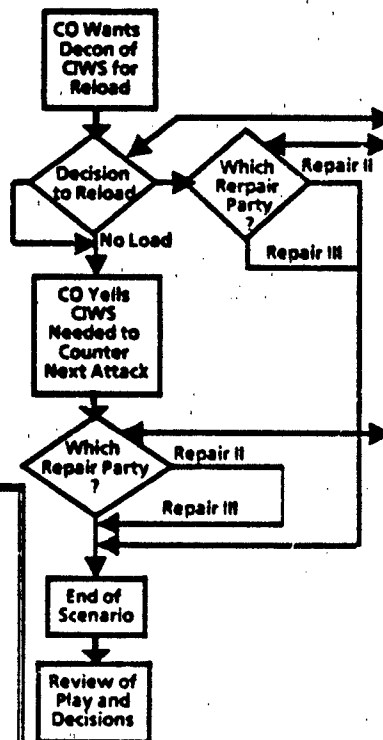 CO Wants
Decon of
CIWS for
Reload
Decision
to Reload
Which
Rerpair
Party
?
Repair II
Repair III
No Load
CO Yells
CIWS
Needed to
Counter
Next Attack
Which
Repair Party
?
Repair II
Repair III
End of
Scenario
Review of
Play and
Decisions